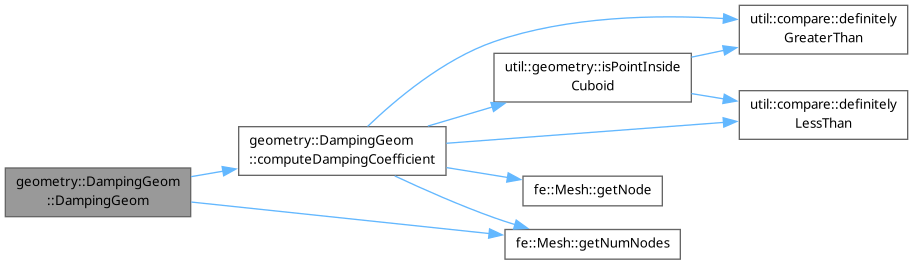 geometry::DampingGeom
::DampingGeom
geometry::DampingGeom
::computeDampingCoefficient
util::geometry::isPointInside
Cuboid
util::compare::definitely
GreaterThan
util::compare::definitely
LessThan
fe::Mesh::getNode
fe::Mesh::getNumNodes